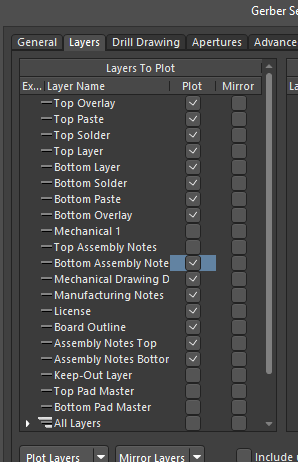 Gerber Se
General Layers Drill Drawing Apertures Advance
Layers To Plot
Ex... Layer Name Plot Mirror
Top Overlay
Top Paste
Top Solder
Top Layer
Bottom Layer
Bottom Solder
Bottom Paste
Bottom Overlay
Mechanical 1
Top Assembly Notes
Bottom Assembly Note
Mechanical Drawing D
Manufacturing Notes
License
Board Outline
Assembly Notes Top
Assembly Notes Bottor
Keep-Out Layer
Top Pad Master
Bottom Pad Master
All Layers
Plot Layers Mirror Layers Include